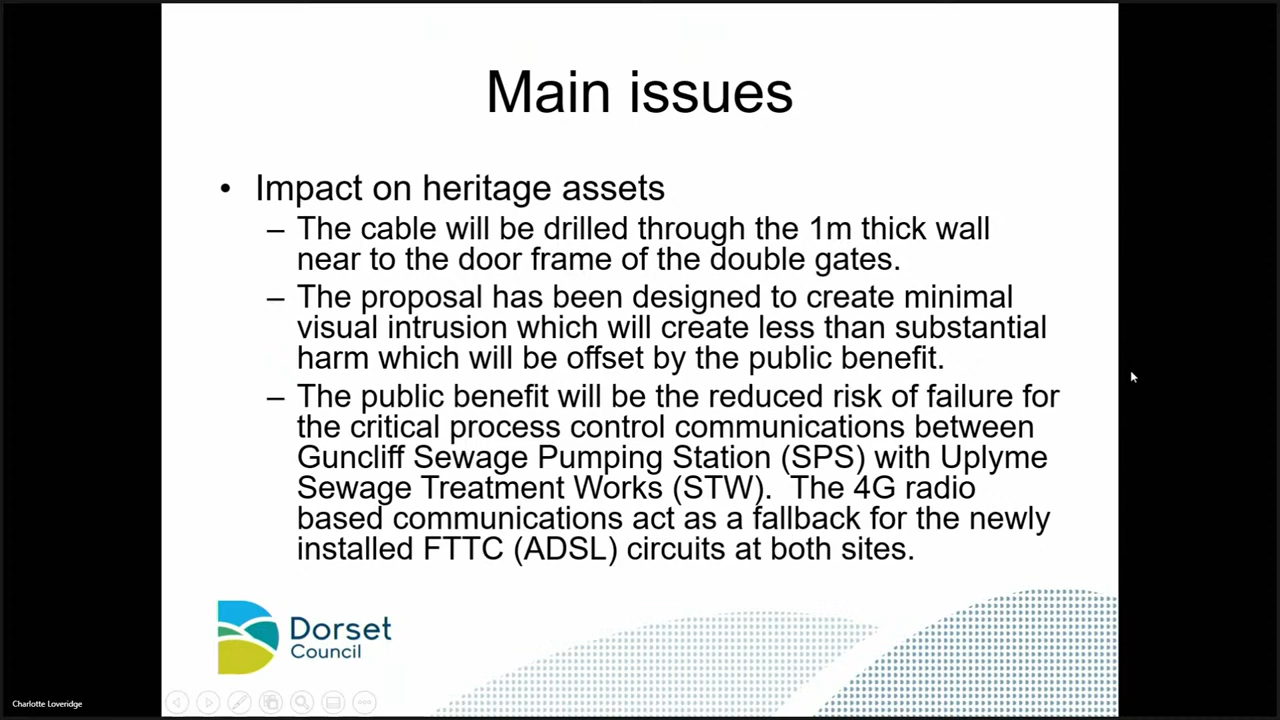 Main issues
• Impact on heritage assets
– The cable will be drilled through the 1m thick wall
near to the door frame of the double gates.
– The proposal has been designed to create minimal
visual intrusion which will create less than substantial
harm which will be offset by the public benefit.
– The public benefit will be the reduced risk of failure for
the critical process control communications between
Guncliff Sewage Pumping Station (SPS) with Uplyme
Sewage Treatment Works (STW).  The 4G radio
based communications act as a fallback for the newly
installed FTTC (ADSL) circuits at both sites.
Dorset
Council
Charlotte Loveridge